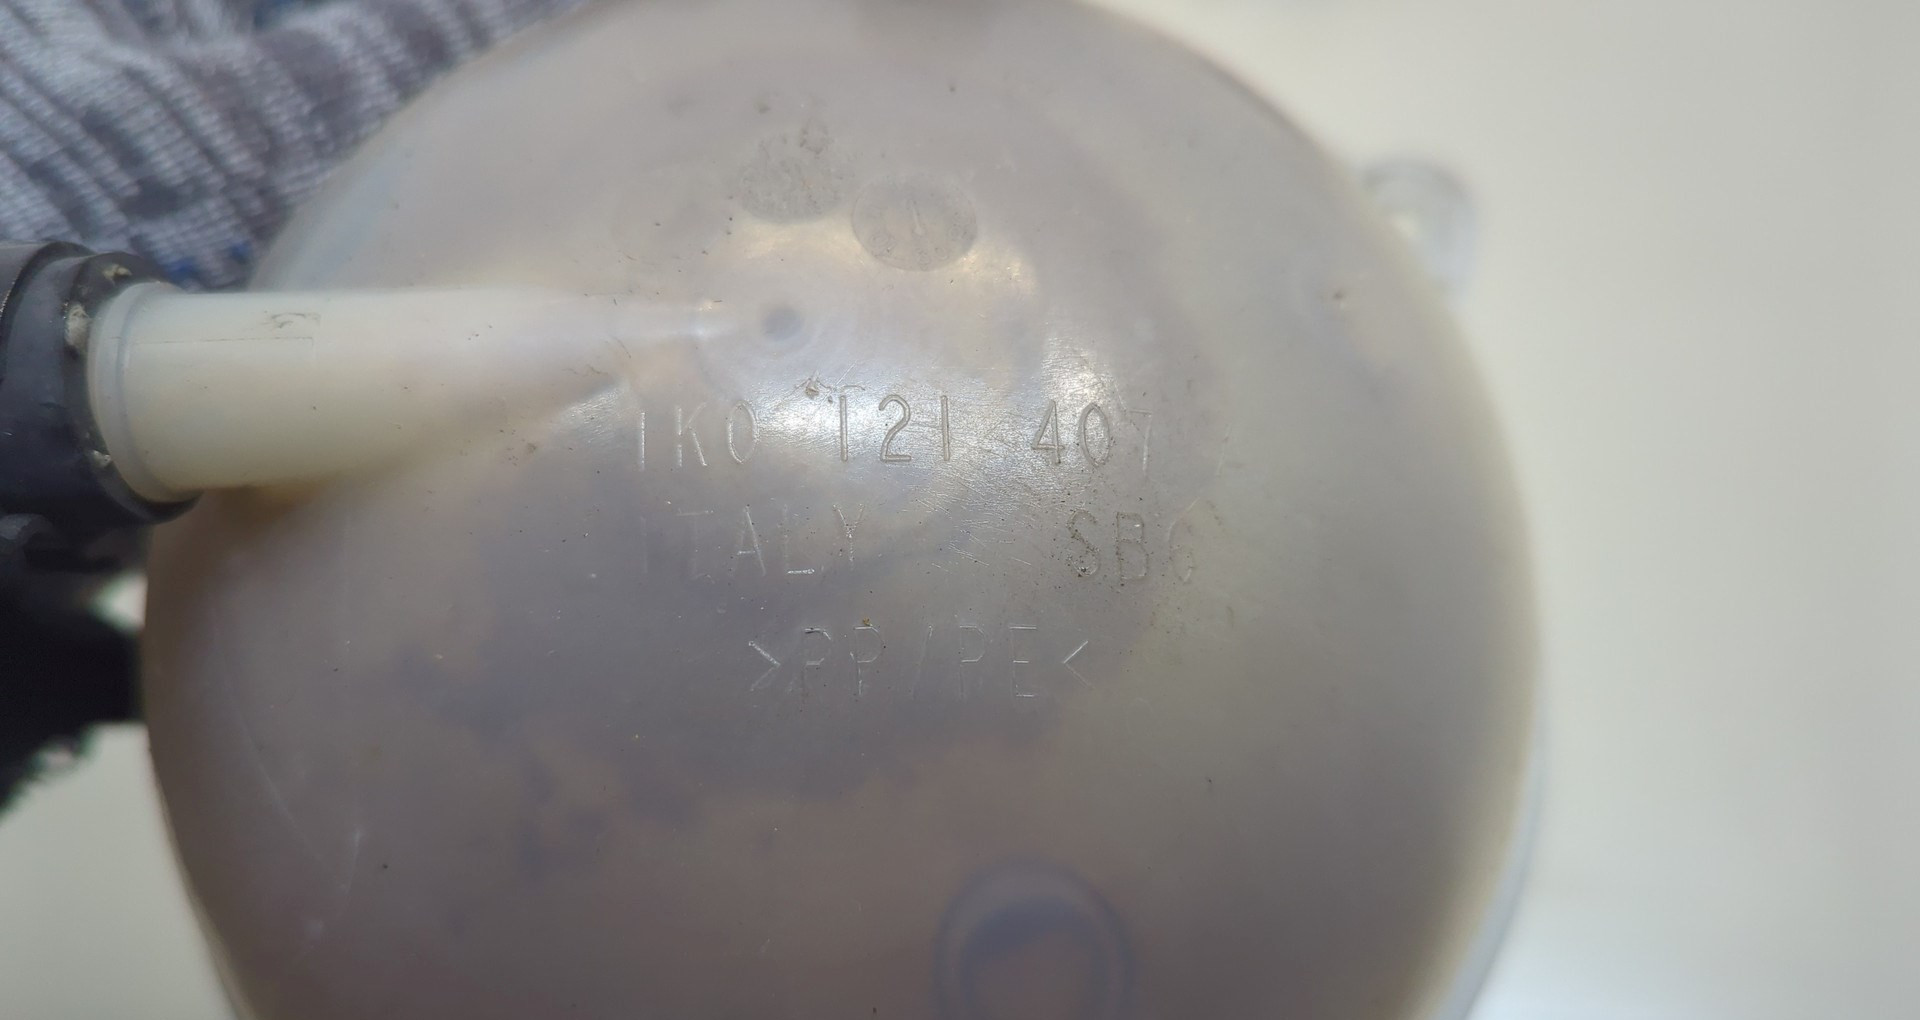 1K0 121 407
ITALY SBG
>PP/PE<